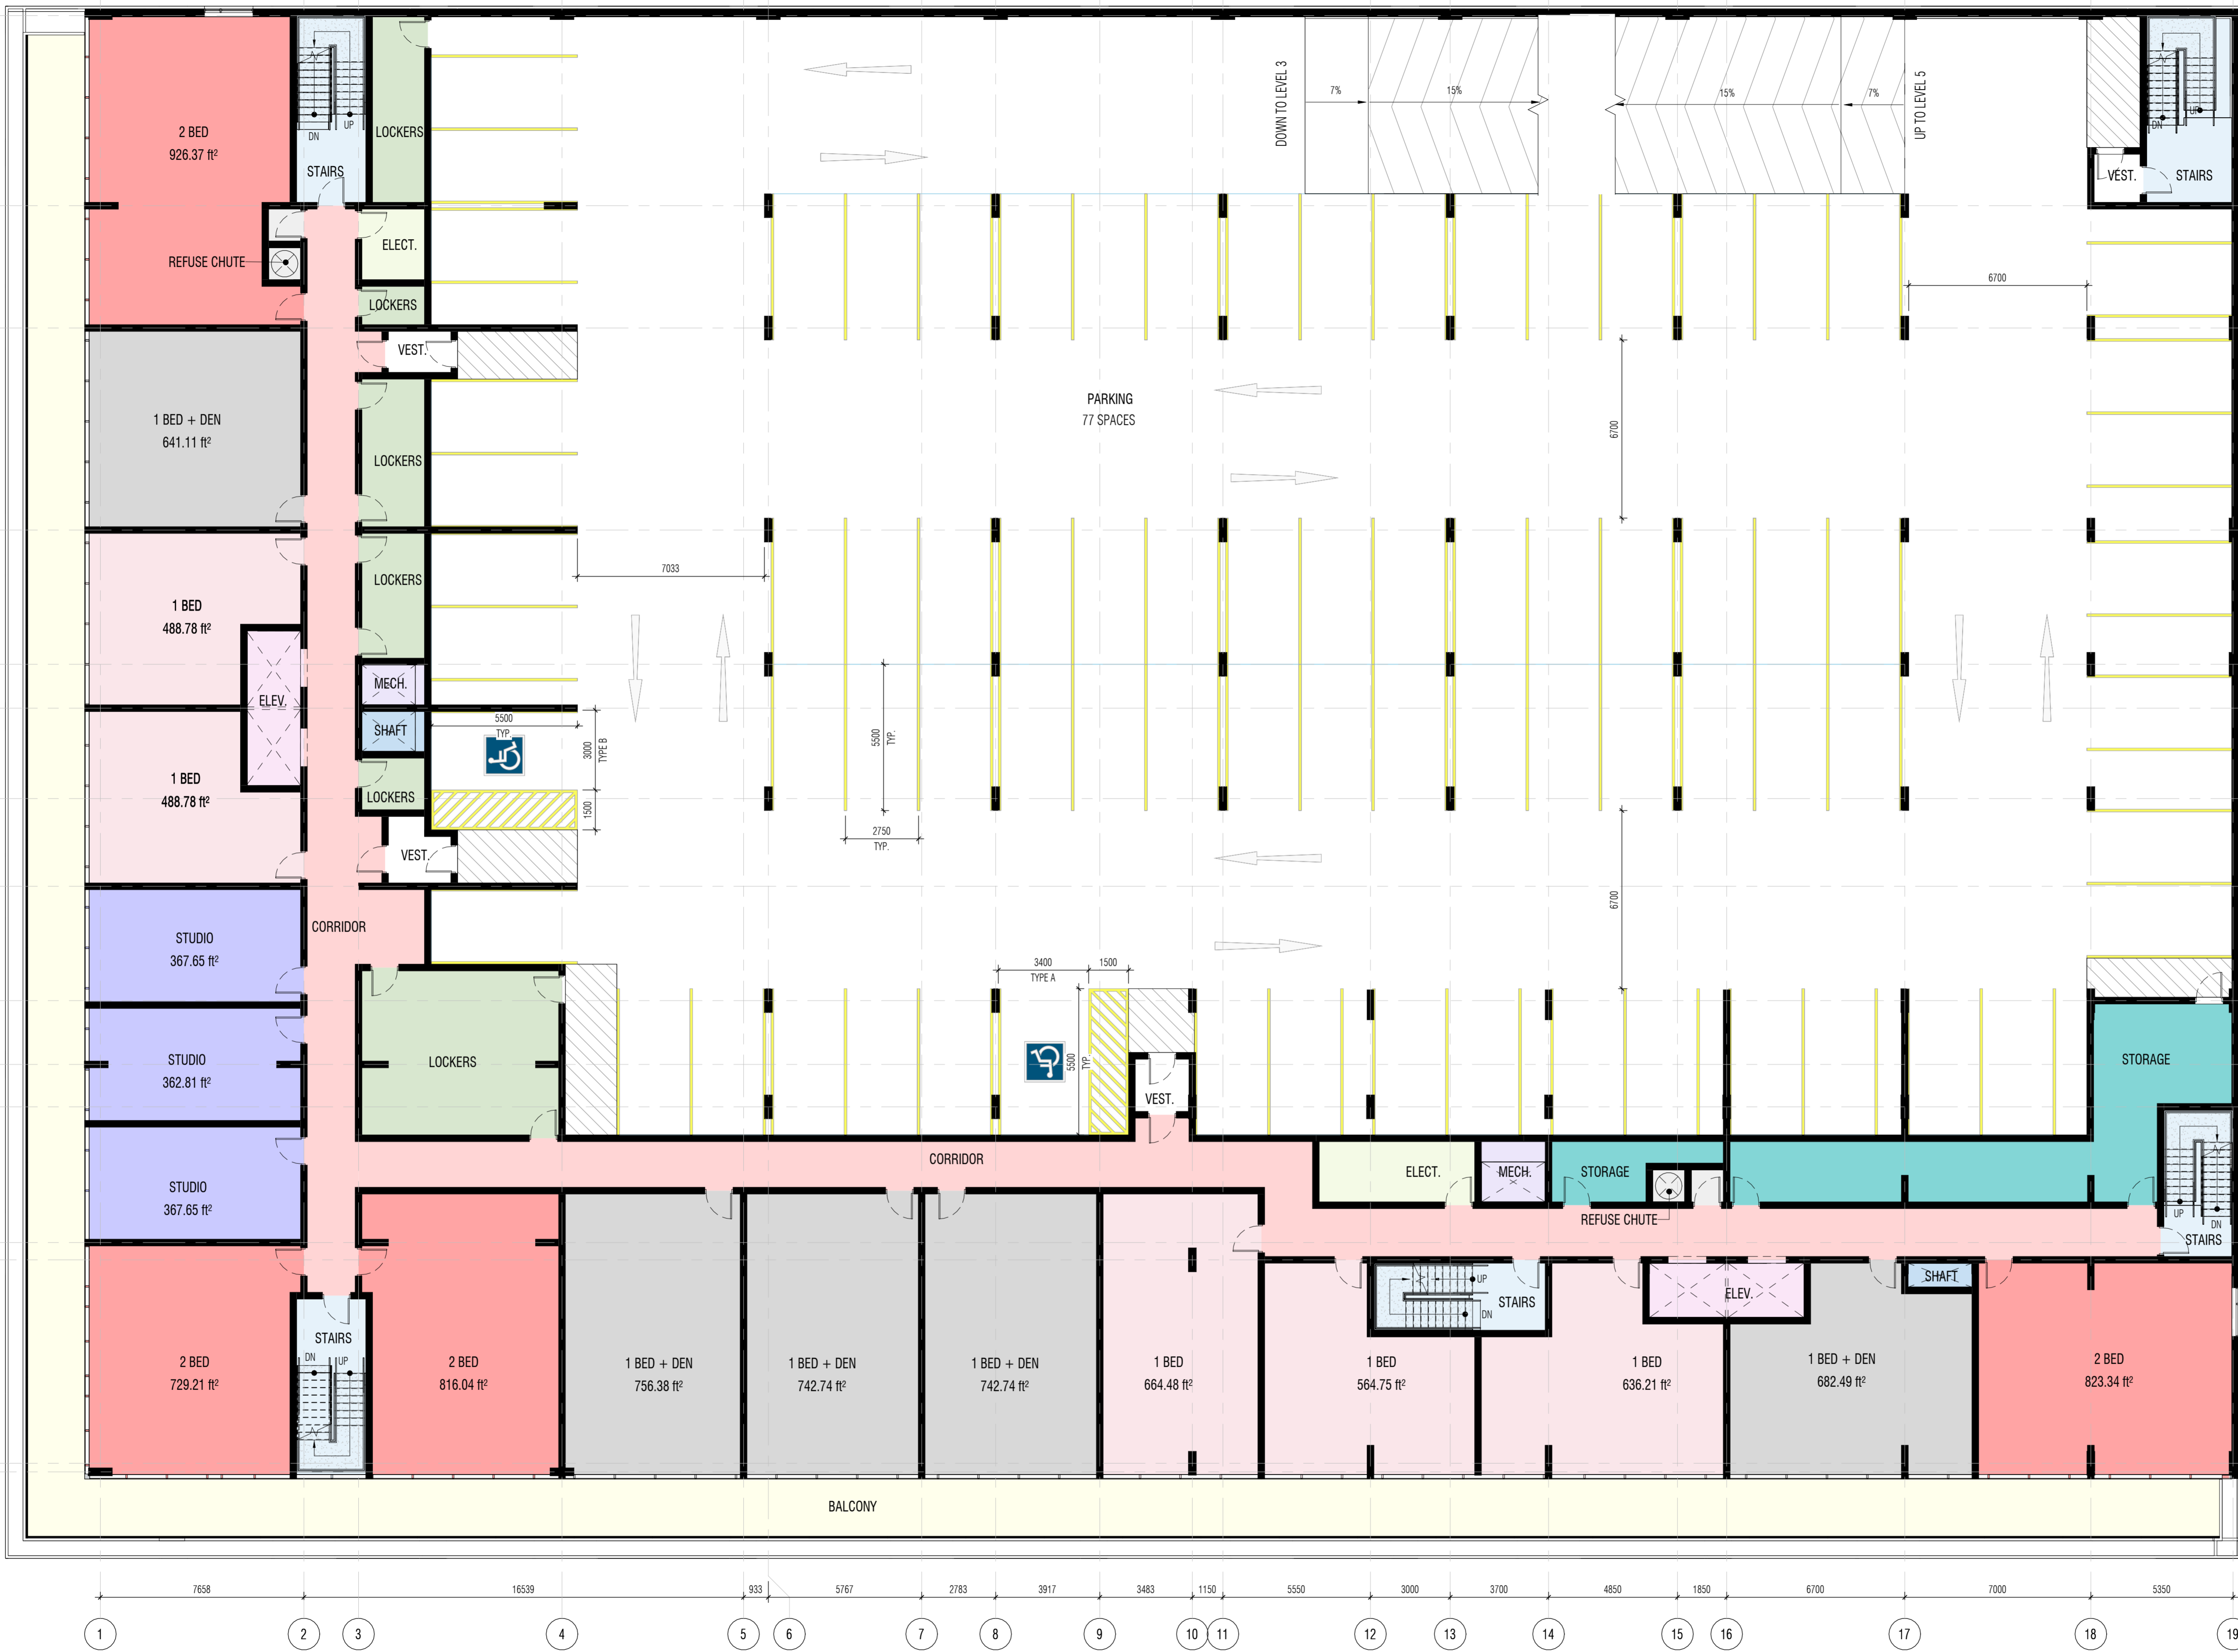 2 BED
926.37 ft²
DN
UP
STAIRS
LOCKERS
ELECT.
REFUSE CHUTE
LOCKERS
VEST.
DOWN TO LEVEL 3
7%
15%
15%
7%
UP TO LEVEL 5
DN
UP
VEST.
STAIRS
6700
1 BED + DEN
641.11 ft²
LOCKERS
PARKING
77 SPACES
6700
1 BED
488.78 ft²
LOCKERS
7033
MECH.
ELEV.
SHAFT
5500
TYP.
3000
TYPE B
1500
5500
TYP.
1 BED
488.78 ft²
LOCKERS
VEST.
2750
TYP.
6700
STUDIO
367.65 ft²
CORRIDOR
3400
TYPE A
1500
5500
TYP.
STUDIO
362.81 ft²
LOCKERS
VEST.
STORAGE
STUDIO
367.65 ft²
CORRIDOR
ELECT.
MECH.
STORAGE
REFUSE CHUTE
UP
DN
STAIRS
2 BED
729.21 ft²
STAIRS
DN
UP
2 BED
816.04 ft²
1 BED + DEN
756.38 ft²
1 BED + DEN
742.74 ft²
1 BED + DEN
742.74 ft²
1 BED
664.48 ft²
1 BED
564.75 ft²
UP
DN
STAIRS
1 BED
636.21 ft²
ELEV.
1 BED + DEN
682.49 ft²
SHAFT
2 BED
823.34 ft²
BALCONY
7658
16539
933
5767
2783
3917
3483
1150
5550
3000
3700
4850
1850
6700
7000
5350
1
2
3
4
5
6
7
8
9
10
11
12
13
14
15
16
17
18
19